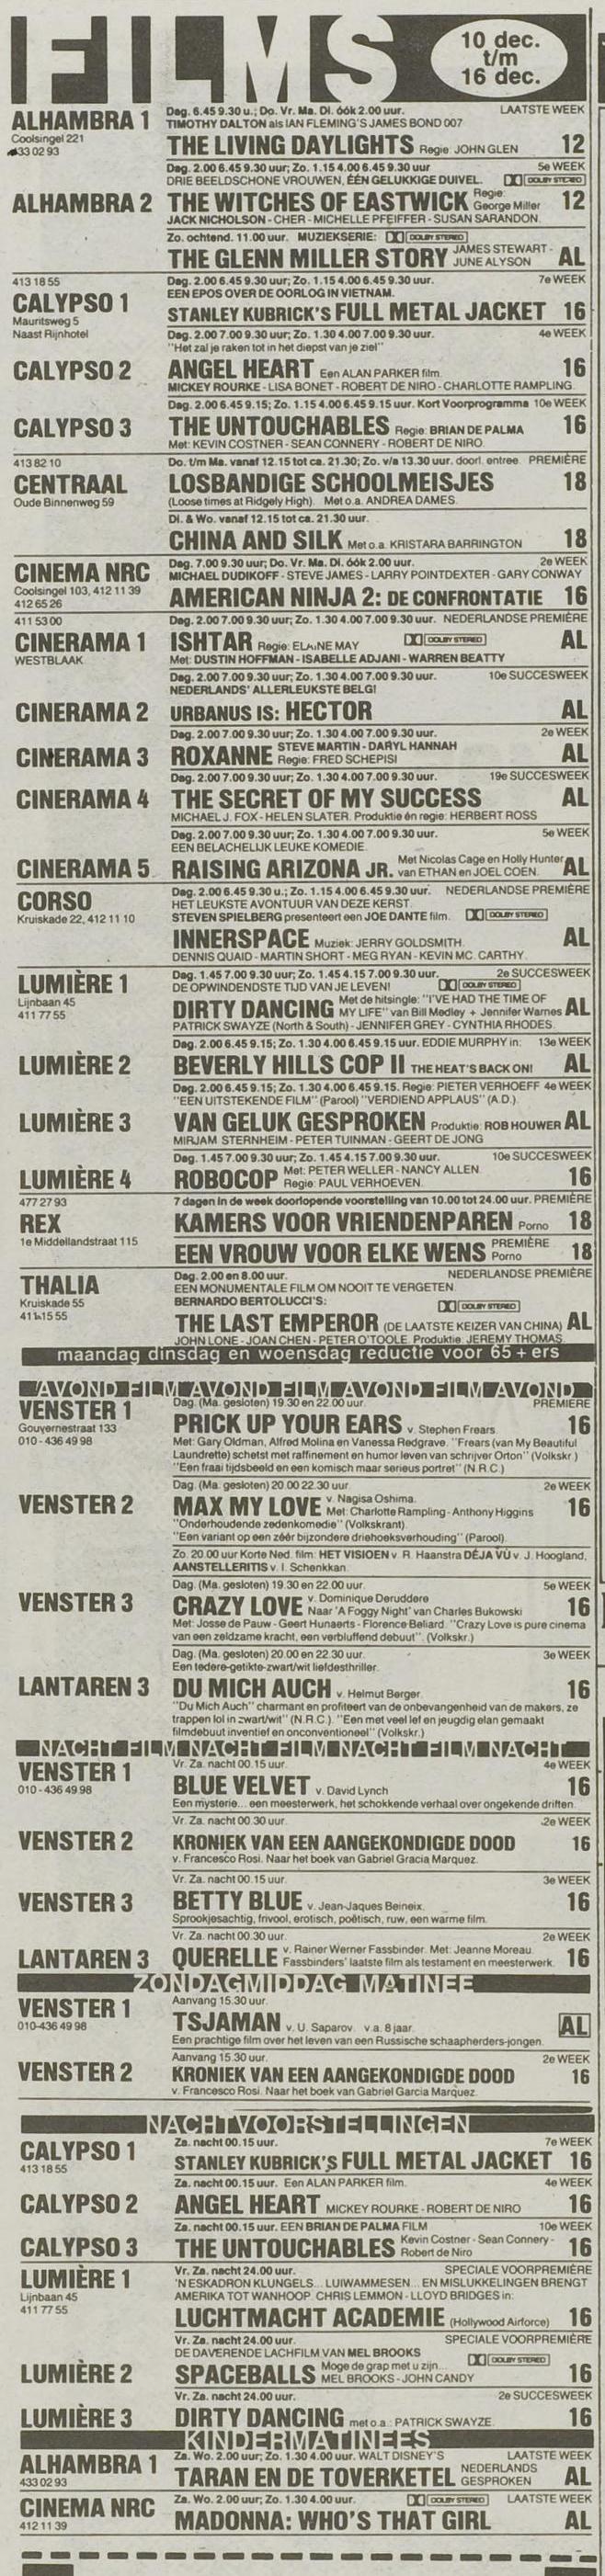 FILMS
10 dec.
t/m
16 dec.
ALHAMBRA 1
Coolsingel 221
433 02 93
Dag. 6.45 9.30 u.; Do. Vr. Ma. Di. óók 2.00 uur. LAATSTE WEEK
TIMOTHY DALTON als IAN FLEMING'S JAMES BOND 007
THE LIVING DAYLIGHTS Regie: JOHN GLEN 12
Dag. 2.00 6.45 9.30 uur; Zo. 1.15 4.00 6.45 9.30 uur 5e WEEK
DRIE BEELDSCHONE VROUWEN, ÉÉN GELUKKIGE DUIVEL. DOLBY STEREO
ALHAMBRA 2 THE WITCHES OF EASTWICK Regie: George Miller 12
JACK NICHOLSON - CHER - MICHELLE PFEIFFER - SUSAN SARANDON.
Zo. ochtend. 11.00 uur. MUZIEKSERIE: DOLBY STEREO
THE GLENN MILLER STORY JAMES STEWART - JUNE ALYSON AL
413 18 55
CALYPSO 1
Mauritsweg 5
Naast Rijnhotel
Dag. 2.00 6.45 9.30 uur; Zo. 1.15 4.00 6.45 9.30 uur. 7e WEEK
EEN EPOS OVER DE OORLOG IN VIETNAM.
STANLEY KUBRICK'S FULL METAL JACKET 16
Dag. 2.00 7.00 9.30 uur; Zo. 1.30 4.00 7.00 9.30 uur. 4e WEEK
"Het zal je raken tot in het diepst van je ziel"
CALYPSO 2 ANGEL HEART Een ALAN PARKER film. 16
MICKEY ROURKE - LISA BONET - ROBERT DE NIRO - CHARLOTTE RAMPLING.
Dag. 2.00 6.45 9.15; Zo. 1.15 4.00 6.45 9.15 uur. Kort Voorprogramma 10e WEEK
CALYPSO 3 THE UNTOUCHABLES Regie: BRIAN DE PALMA 16
Met: KEVIN COSTNER - SEAN CONNERY - ROBERT DE NIRO.
413 82 10
CENTRAAL
Oude Binnenweg 59
Do. t/m Ma. vanaf 12.15 tot ca. 21.30; Zo. v/a 13.30 uur. doorl. entree. PREMIÈRE
LOSBANDIGE SCHOOLMEISJES 18
(Loose times at Ridgely High). Met o.a. ANDREA DAMES.
Di. & Wo. vanaf 12.15 tot ca. 21.30 uur.
CHINA AND SILK Met o.a. KRISTARA BARRINGTON 18
CINEMA NRC
Coolsingel 103, 412 11 39
412 65 26
Dag. 7.00 9.30 uur; Do. Vr. Ma. Di. óók 2.00 uur. 2e WEEK
MICHAEL DUDIKOFF - STEVE JAMES - LARRY POINTDEXTER - GARY CONWAY
AMERICAN NINJA 2: DE CONFRONTATIE 16
411 53 00
CINERAMA 1
WESTBLAAK
Dag. 2.00 7.00 9.30 uur; Zo. 1.30 4.00 7.00 9.30 uur. NEDERLANDSE PREMIÈRE
ISHTAR Regie: ELAINE MAY DOLBY STEREO AL
Met: DUSTIN HOFFMAN - ISABELLE ADJANI - WARREN BEATTY
Dag. 2.00 7.00 9.30 uur; Zo. 1.30 4.00 7.00 9.30 uur. 10e SUCCESWEEK
NEDERLANDS' ALLERLEUKSTE BELG!
CINERAMA 2 URBANUS IS: HECTOR AL
Dag. 2.00 7.00 9.30 uur; Zo. 1.30 4.00 7.00 9.30 uur. 2e WEEK
CINERAMA 3 ROXANNE STEVE MARTIN - DARYL HANNAH Regie: FRED SCHEPISI AL
Dag. 2.00 7.00 9.30 uur; Zo. 1.30 4.00 7.00 9.30 uur. 19e SUCCESWEEK
CINERAMA 4 THE SECRET OF MY SUCCESS AL
MICHAEL J. FOX - HELEN SLATER. Produktie én regie: HERBERT ROSS
Dag. 2.00 7.00 9.30 uur; Zo. 1.30 4.00 7.00 9.30 uur. 5e WEEK
EEN BELACHELIJK LEUKE KOMEDIE.
CINERAMA 5 RAISING ARIZONA JR. Met Nicolas Cage en Holly Hunter van ETHAN en JOEL COEN. AL
CORSO
Kruiskade 22, 412 11 10
Dag. 2.00 6.45 9.30 u.; Zo. 1.15 4.00 6.45 9.30 uur. NEDERLANDSE PREMIÈRE
HET LEUKSTE AVONTUUR VAN DEZE KERST.
STEVEN SPIELBERG presenteert een JOE DANTE film. DOLBY STEREO
INNERSPACE Muziek: JERRY GOLDSMITH. AL
DENNIS QUAID - MARTIN SHORT - MEG RYAN - KEVIN MC. CARTHY.
LUMIÈRE 1
Lijnbaan 45
411 77 55
Dag. 1.45 7.00 9.30 uur; Zo. 1.45 4.15 7.00 9.30 uur. 2e SUCCESWEEK
DE OPWINDENDSTE TIJD VAN JE LEVEN! DOLBY STEREO
DIRTY DANCING Met de hitsingle: "I'VE HAD THE TIME OF MY LIFE" van Bill Medley + Jennifer Warnes AL
PATRICK SWAYZE (North & South) - JENNIFER GREY - CYNTHIA RHODES.
Dag. 2.00 6.45 9.15; Zo. 1.30 4.00 6.45 9.15 uur. EDDIE MURPHY in: 13e WEEK
LUMIÈRE 2 BEVERLY HILLS COP II THE HEAT'S BACK ON! AL
Dag. 2.00 6.45 9.15; Zo. 1.30 4.00 6.45 9.15. Regie: PIETER VERHOEFF 4e WEEK
"EEN UITSTEKENDE FILM" (Parool) "VERDIEND APPLAUS" (A.D.).
LUMIÈRE 3 VAN GELUK GESPROKEN Produktie: ROB HOUWER AL
MIRJAM STERNHEIM - PETER TUINMAN - GEERT DE JONG
Dag. 1.45 7.00 9.30 uur; Zo. 1.45 4.15 7.00 9.30 uur. 10e SUCCESWEEK
LUMIÈRE 4 ROBOCOP Met: PETER WELLER - NANCY ALLEN. Regie: PAUL VERHOEVEN. 16
477 27 93
REX
1e Middellandstraat 115
7 dagen in de week doorlopende voorstelling van 10.00 tot 24.00 uur. PREMIÈRE
KAMERS VOOR VRIENDENPAREN Porno 18
EEN VROUW VOOR ELKE WENS PREMIÈRE Porno 18
THALIA
Kruiskade 55
411 15 55
Dag. 2.00 en 8.00 uur. NEDERLANDSE PREMIÈRE
EEN MONUMENTALE FILM OM NOOIT TE VERGETEN.
BERNARDO BERTOLUCCI'S: DOLBY STEREO
THE LAST EMPEROR (DE LAATSTE KEIZER VAN CHINA) AL
JOHN LONE - JOAN CHEN - PETER O'TOOLE. Produktie: JEREMY THOMAS.
maandag dinsdag en woensdag reductie voor 65 + ers
AVOND FILM AVOND FILM AVOND FILM AVOND
VENSTER 1
Gouvernestraat 133
010 - 436 49 98
Dag. (Ma. gesloten) 19.30 en 22.00 uur. PREMIERE
PRICK UP YOUR EARS v. Stephen Frears. 16
Met: Gary Oldman, Alfred Molina en Vanessa Redgrave. "Frears (van My Beautiful
Laundrette) schetst met raffinement en humor leven van schrijver Orton" (Volkskr.)
"Een fraai tijdsbeeld en een komisch maar serieus portret" (N.R.C.)
Dag. (Ma. gesloten) 20.00 22.30 uur. 2e WEEK
VENSTER 2 MAX MY LOVE v. Nagisa Oshima. Met: Charlotte Rampling - Anthony Higgins 16
"Onderhoudende zedenkomedie" (Volkskrant).
"Een variant op een zéér bijzondere driehoeksverhouding" (Parool).
Zo. 20.00 uur Korte Ned. film: HET VISIOEN v. R. Haanstra DÉJA VÙ v. J. Hoogland,
AANSTELLERITIS v. I. Schenkkan.
Dag. (Ma. gesloten) 19.30 en 22.00 uur. 5e WEEK
VENSTER 3 CRAZY LOVE v. Dominique Deruddere Naar 'A Foggy Night' van Charles Bukowski 16
Met: Josse de Pauw - Geert Hunaerts - Florence Beliard. "Crazy Love is pure cinema
van een zeldzame kracht, een verbluffend debuut". (Volkskr.)
Dag. (Ma. gesloten) 20.00 en 22.30 uur. 3e WEEK
Een tedere-getikte-zwart/wit liefdesthriller.
LANTAREN 3 DU MICH AUCH v. Helmut Berger. 16
"Du Mich Auch" charmant en profiteert van de onbevangenheid van de makers, ze
trappen lol in zwart/wit" (N.R.C.). "Een met veel lef en jeugdig elan gemaakt
filmdebuut inventief en onconventioneel" (Volkskr.)
NACHT FILM NACHT FILM NACHT FILM NACHT
VENSTER 1
010 - 436 49 98
Vr. Za. nacht 00.15 uur. 4e WEEK
BLUE VELVET v. David Lynch 16
Een mysterie... een meesterwerk, het schokkende verhaal over ongekende driften.
Vr. Za. nacht 00.30 uur. 2e WEEK
VENSTER 2 KRONIEK VAN EEN AANGEKONDIGDE DOOD 16
v. Francesco Rosi. Naar het boek van Gabriel Gracia Marquez.
Vr. Za. nacht 00.15 uur. 3e WEEK
VENSTER 3 BETTY BLUE v. Jean-Jaques Beineix. 16
Sprookjesachtig, frivool, erotisch, poëtisch, ruw, een warme film.
Vr. Za. nacht 00.30 uur. 2e WEEK
LANTAREN 3 QUERELLE v. Rainer Werner Fassbinder. Met: Jeanne Moreau. Fassbinders' laatste film als testament en meesterwerk. 16
ZONDAGMIDDAG MATINEE
VENSTER 1
010-436 49 98
Aanvang 15.30 uur.
TSJAMAN v. U. Saparov. v.a. 8 jaar. AL
Een prachtige film over het leven van een Russische schaapherders-jongen.
Aanvang 15.30 uur. 2e WEEK
VENSTER 2 KRONIEK VAN EEN AANGEKONDIGDE DOOD 16
v. Francesco Rosi. Naar het boek van Gabriel Garcia Marquez.
NACHTVOORSTELLINGEN
CALYPSO 1
413 18 55
Za. nacht 00.15 uur. 7e WEEK
STANLEY KUBRICK'S FULL METAL JACKET 16
Za. nacht 00.15 uur. Een ALAN PARKER film. 4e WEEK
CALYPSO 2 ANGEL HEART MICKEY ROURKE - ROBERT DE NIRO 16
Za. nacht 00.15 uur. EEN BRIAN DE PALMA FILM 10e WEEK
CALYPSO 3 THE UNTOUCHABLES Kevin Costner - Sean Connery - Robert de Niro 16
LUMIÈRE 1
Lijnbaan 45
411 77 55
Vr. Za. nacht 24.00 uur. SPECIALE VOORPREMIÈRE
'N ESKADRON KLUNGELS... LUIWAMMESEN... EN MISLUKKELINGEN BRENGT
AMERIKA TOT WANHOOP. CHRIS LEMMON - LLOYD BRIDGES in:
LUCHTMACHT ACADEMIE (Hollywood Airforce) 16
Vr. Za. nacht 24.00 uur. SPECIALE VOORPREMIÈRE
DE DAVERENDE LACHFILM VAN MEL BROOKS DOLBY STEREO
LUMIÈRE 2 SPACEBALLS Moge de grap met u zijn... MEL BROOKS - JOHN CANDY 16
Vr. Za. nacht 24.00 uur. 2e SUCCESWEEK
LUMIÈRE 3 DIRTY DANCING met o.a.: PATRICK SWAYZE. 16
KINDERMATINEES
ALHAMBRA 1
433 02 93
Za. Wo. 2.00 uur; Zo. 1.30 4.00 uur. WALT DISNEY'S LAATSTE WEEK
TARAN EN DE TOVERKETEL NEDERLANDS GESPROKEN AL
CINEMA NRC
412 11 39
Za. Wo. 2.00 uur; Zo. 1.30 4.00 uur. DOLBY STEREO LAATSTE WEEK
MADONNA: WHO'S THAT GIRL AL